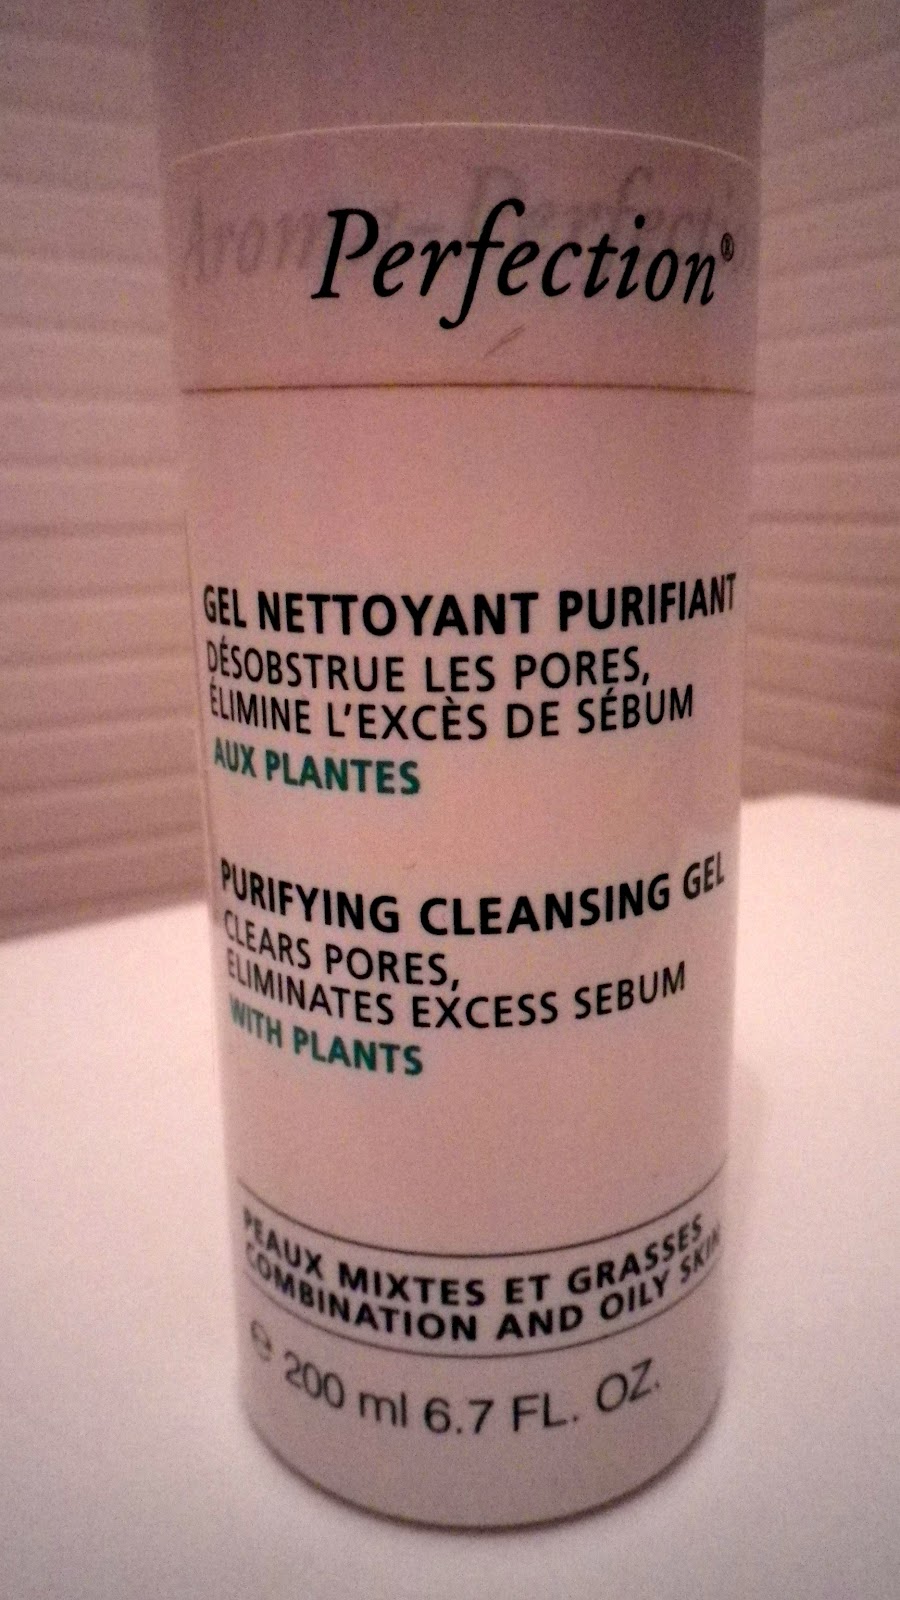 Perfection®
GEL NETTOYANT PURIFIANT
DÉSOBSTRUE LES PORES,
ÉLIMINE L'EXCÈS DE SÉBUM
AUX PLANTES
PURIFYING CLEANSING GEL
CLEARS PORES,
ELIMINATES EXCESS SEBUM
WITH PLANTS
PEAUX MIXTES ET GRASSES
COMBINATION AND OILY SKIN
℮ 200 ml 6.7 FL. OZ.